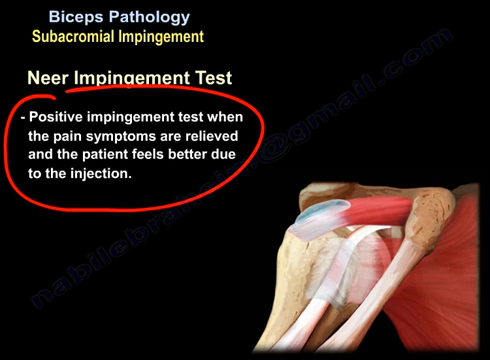 Biceps Pathology
Subacromial Impingement
Neer Impingement Test
- Positive impingement test when
the pain symptoms are relieved
and the patient feels better due
to the injection.